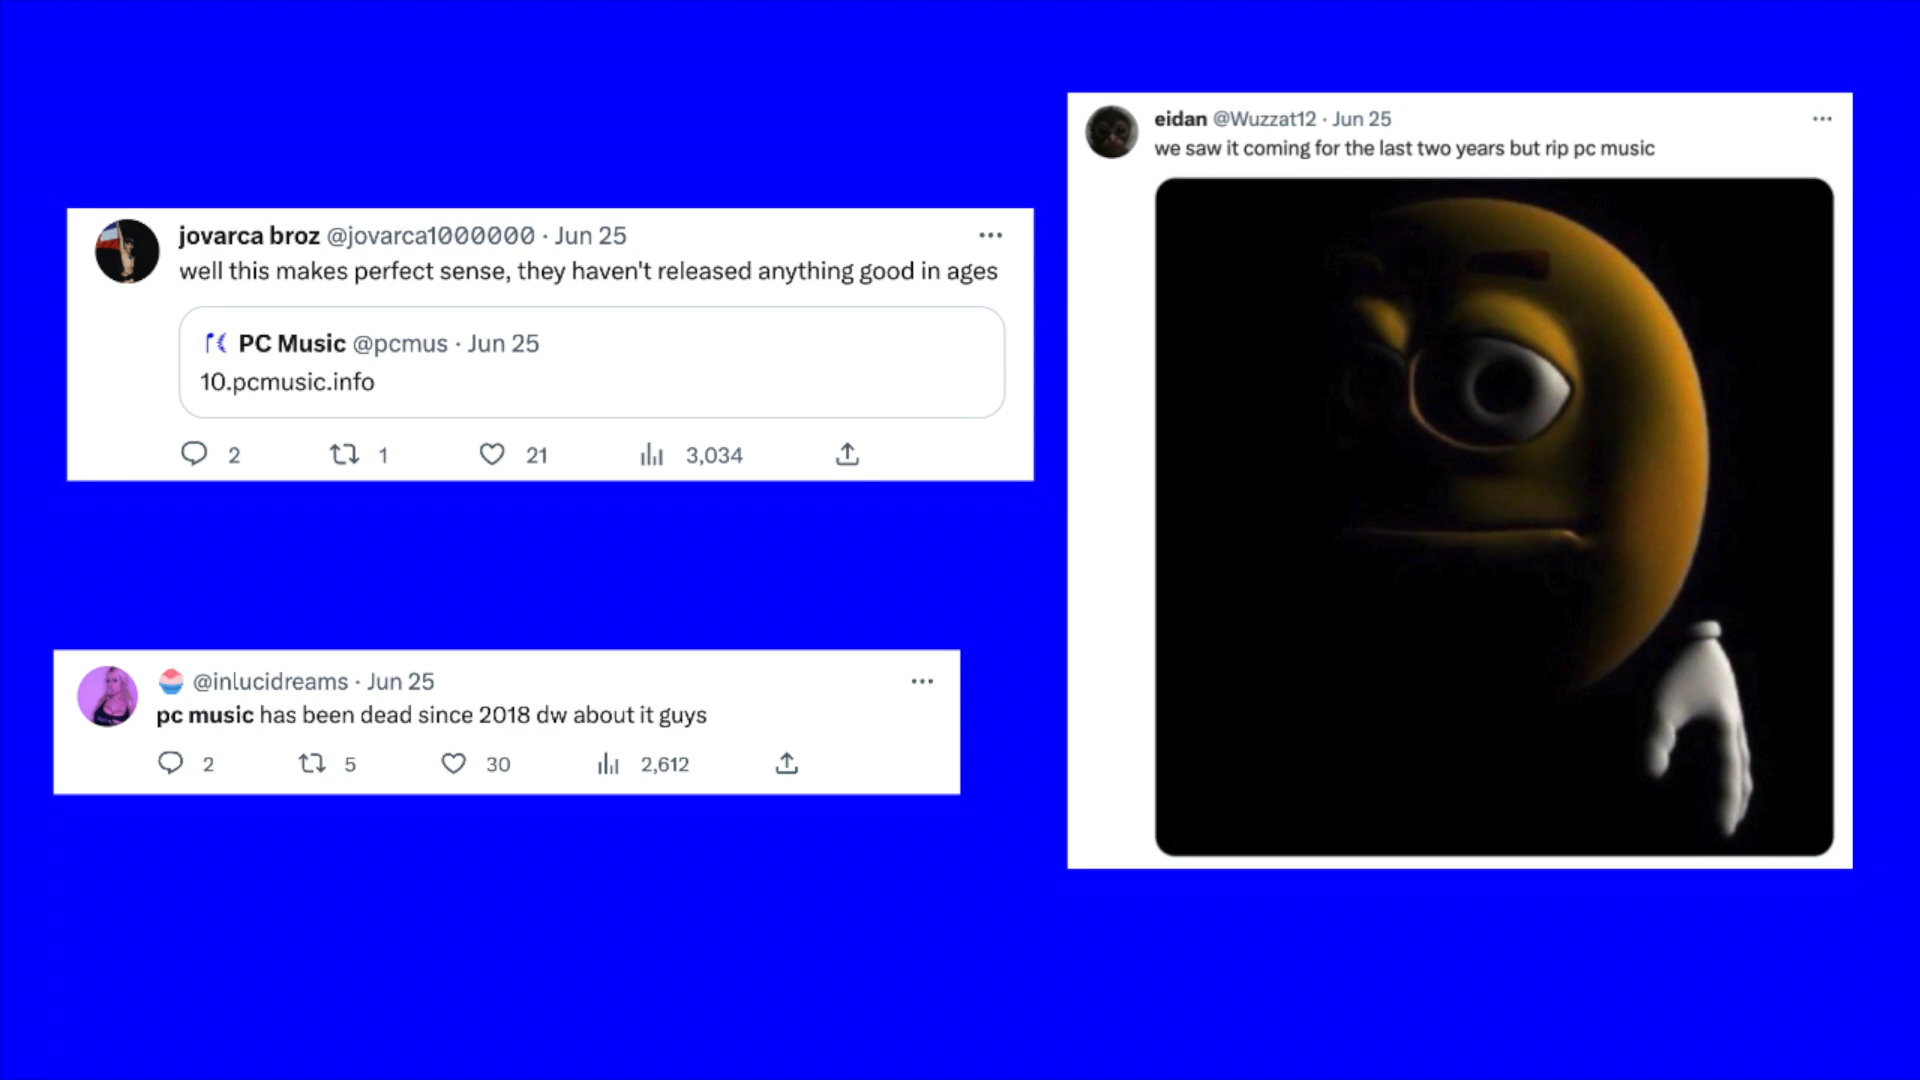 jovarca broz @jovarca1000000 · Jun 25
well this makes perfect sense, they haven't released anything good in ages
PC Music @pcmus · Jun 25
10.pcmusic.info
2 1 21 3,034
@inlucidreams · Jun 25
pc music has been dead since 2018 dw about it guys
2 5 30 2,612
eidan @Wuzzat12 · Jun 25
we saw it coming for the last two years but rip pc music